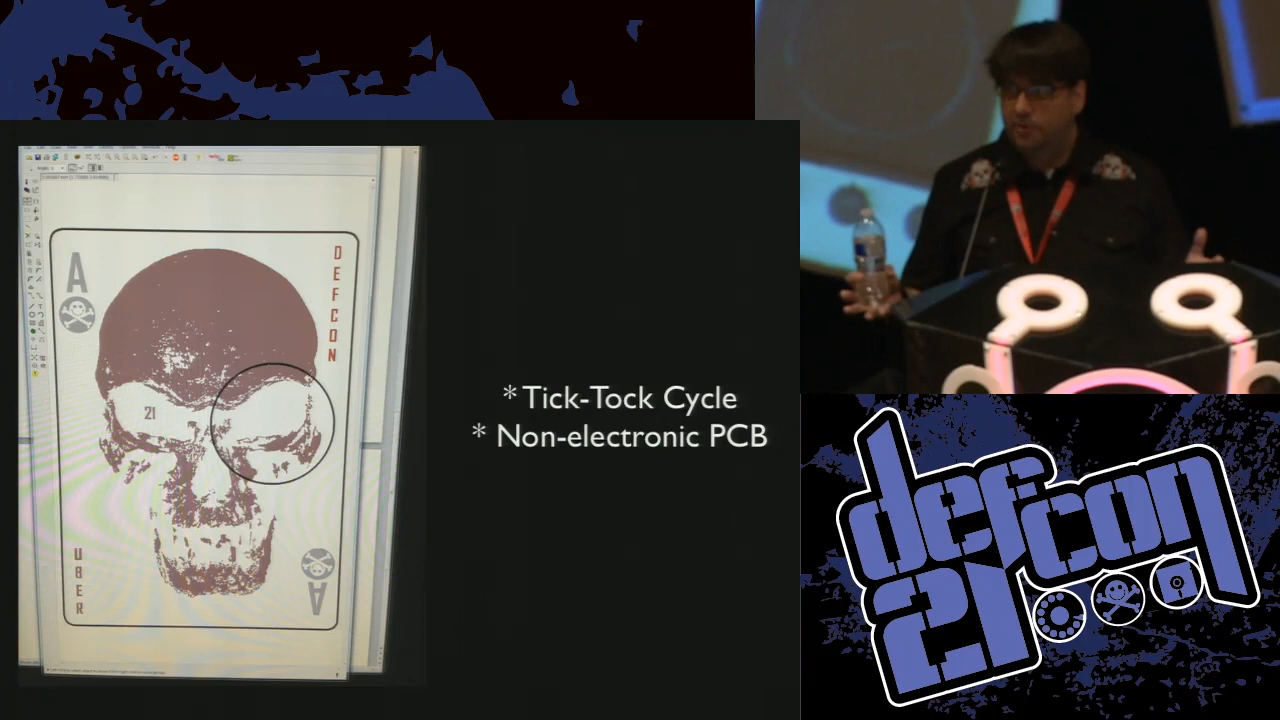 A
DEFCON
21
UBER
A
* Tick-Tock Cycle
* Non-electronic PCB
defcon
21